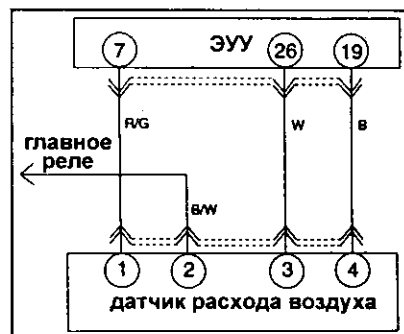 ЭУУ
7 26 19
R/G W B
главное
реле
B/W
1 2 3 4
датчик расхода воздуха